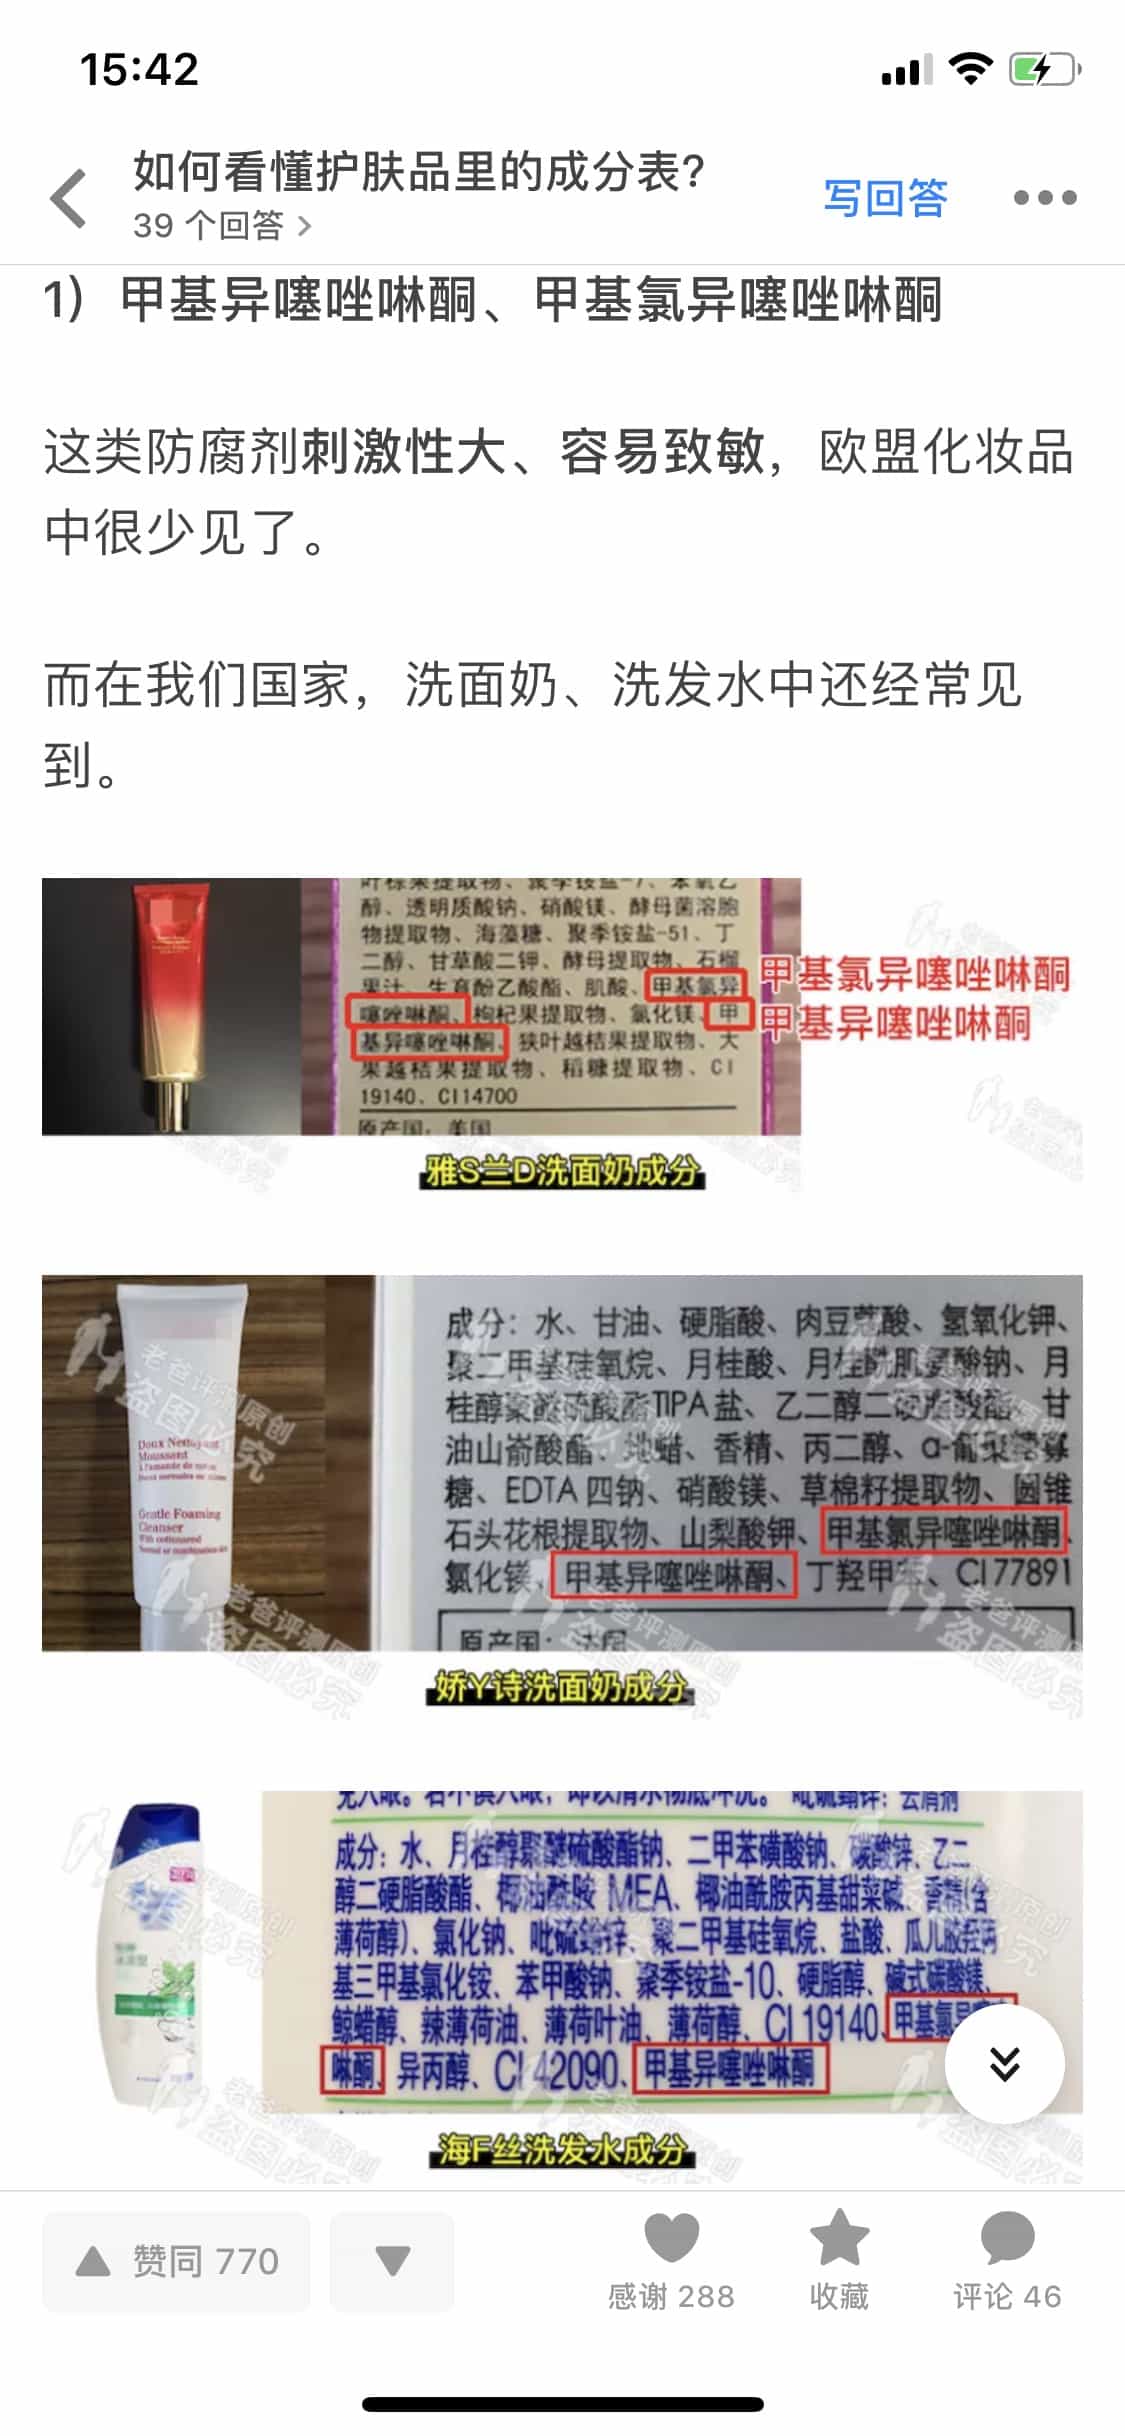 15:42
如何看懂护肤品里的成分表?
39 个回答
写回答
1）甲基异噻唑啉酮、甲基氯异噻唑啉酮
这类防腐剂刺激性大、容易致敏，欧盟化妆品
中很少见了。
而在我们国家，洗面奶、洗发水中还经常见
到。
醇、透明质酸钠、硝酸镁、酵母菌溶胞
物提取物、海藻糖、聚季铵盐-51、丁
二醇、甘草酸二钾、酵母提取物、石榴
果汁、生育酚乙酸酯、肌酸、甲基氯异
噻唑啉酮、枸杞果提取物、氯化镁、甲
基异噻唑啉酮、狭叶越桔果提取物、大
果越桔果提取物、稻糠提取物、CI
19140、CI14700
原产国：美国
甲基氯异噻唑啉酮
甲基异噻唑啉酮
雅S兰D洗面奶成分
Doux Nettoyant
Moussant
Gentle Foaming
Cleanser
With cottonseed
Normal or combination skin
成分：水、甘油、硬脂酸、肉豆蔻酸、氢氧化钾、
聚二甲基硅氧烷、月桂酸、月桂酰肌氨酸钠、月
桂醇聚醚硫酸酯TIPA盐、乙二醇二硬脂酸酯、甘
油山嵛酸酯、地蜡、香精、丙二醇、α-葡聚糖寡
糖、EDTA四钠、硝酸镁、草棉籽提取物、圆锥
石头花根提取物、山梨酸钾、甲基氯异噻唑啉酮、
氯化镁、甲基异噻唑啉酮、丁羟甲苯、CI 77891
原产国：法国
老爸评测原创
盗图必究
娇Y诗洗面奶成分
成分：水、月桂醇聚醚硫酸酯钠、二甲苯磺酸钠、碳酸锌、乙二
醇二硬脂酸酯、椰油酰胺 MEA、椰油酰胺丙基甜菜碱、香精(含
薄荷醇)、氯化钠、吡硫鎓锌、聚二甲基硅氧烷、盐酸、瓜儿胶羟丙
基三甲基氯化铵、苯甲酸钠、聚季铵盐-10、硬脂醇、碱式碳酸镁、
鲸蜡醇、辣薄荷油、薄荷叶油、薄荷醇、CI 19140、甲基氯异
啉酮、异丙醇、CI 42090、甲基异噻唑啉酮
海F丝洗发水成分
赞同 770
感谢 288
收藏
评论 46